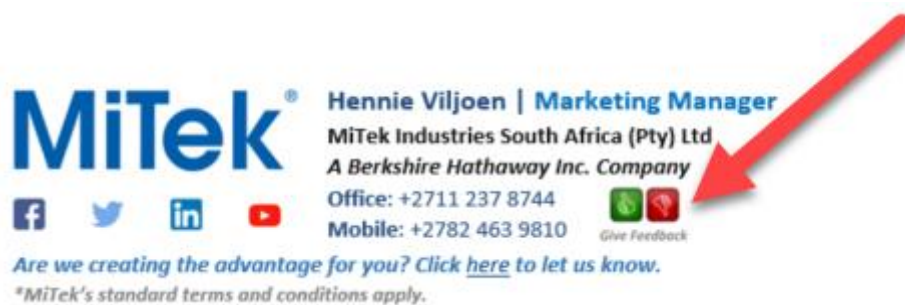 MiTek®
Hennie Viljoen | Marketing Manager
MiTek Industries South Africa (Pty) Ltd
A Berkshire Hathaway Inc. Company
Office: +2711 237 8744
Mobile: +2782 463 9810
Give Feedback
Are we creating the advantage for you? Click here to let us know.
*MiTek's standard terms and conditions apply.